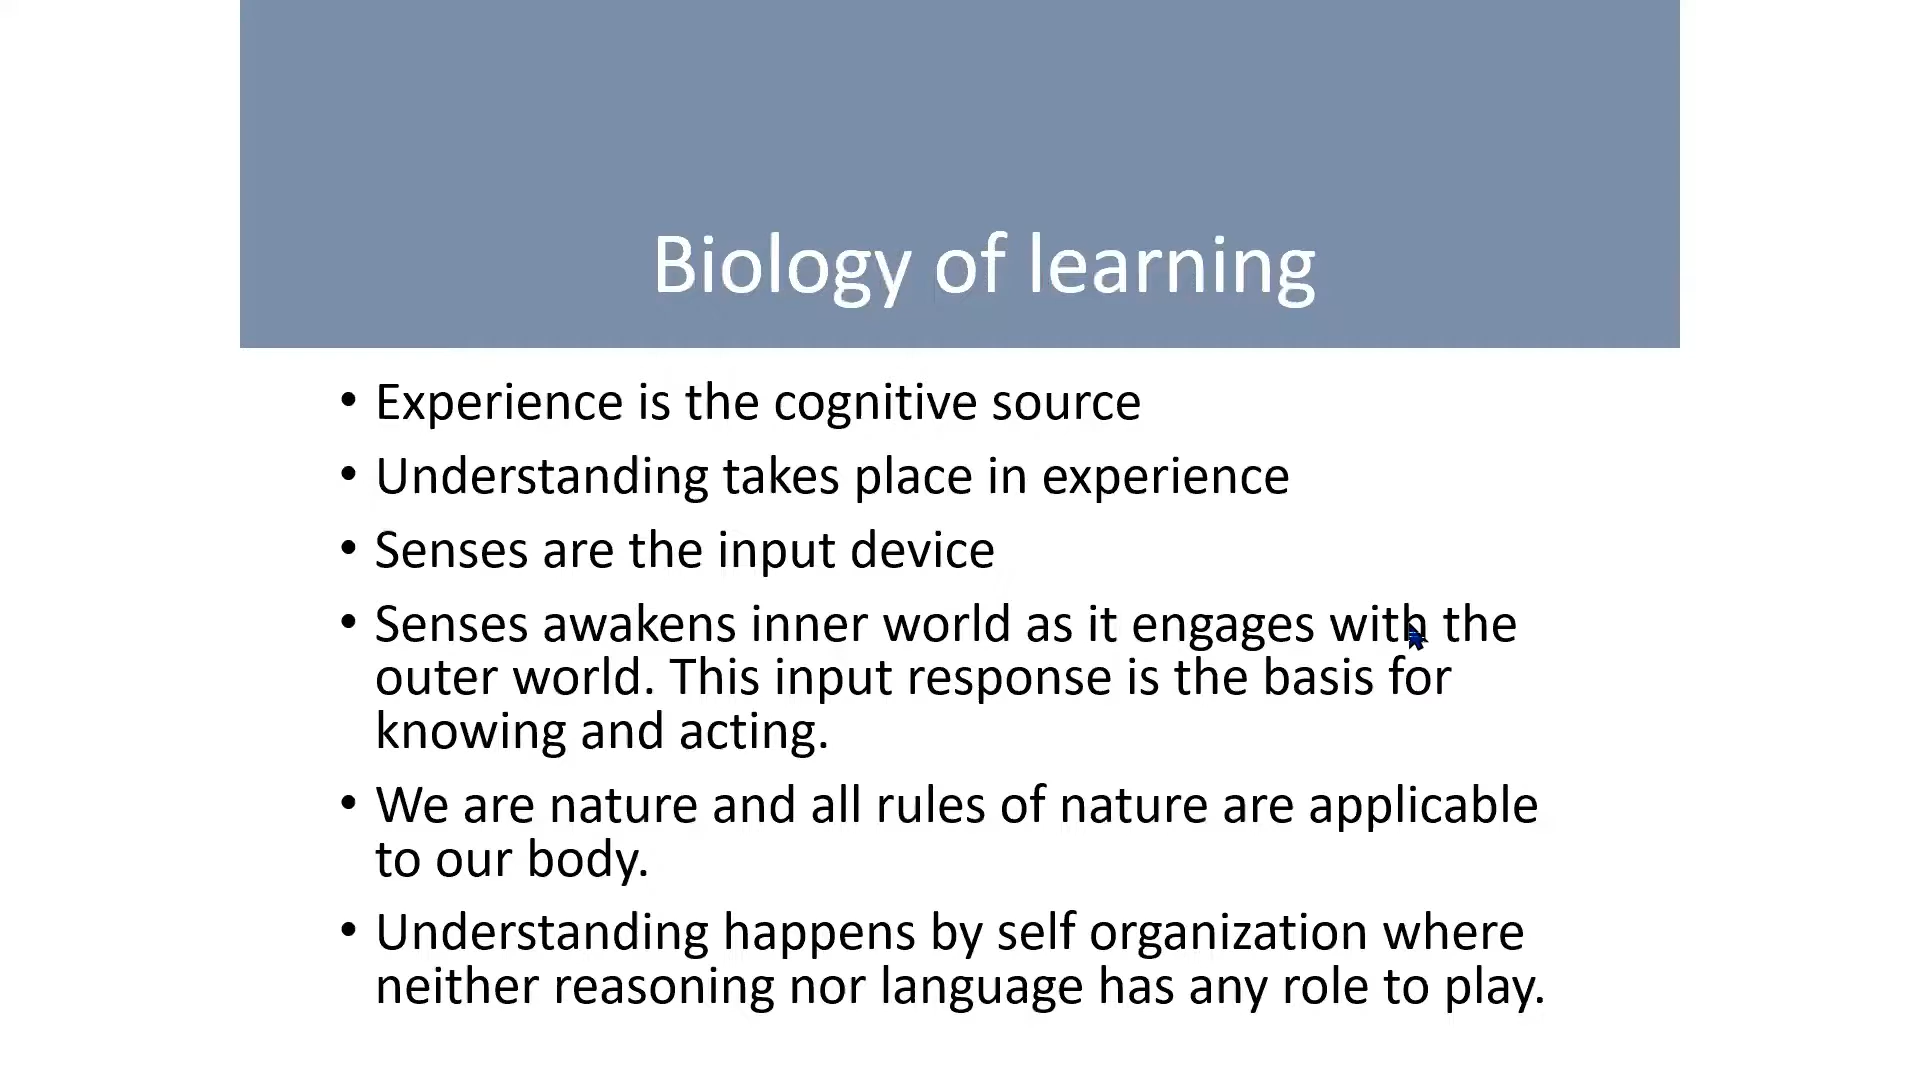 Biology of learning
• Experience is the cognitive source
• Understanding takes place in experience
• Senses are the input device
• Senses awakens inner world as it engages with the
outer world. This input response is the basis for
knowing and acting.
• We are nature and all rules of nature are applicable
to our body.
• Understanding happens by self organization where
neither reasoning nor language has any role to play.